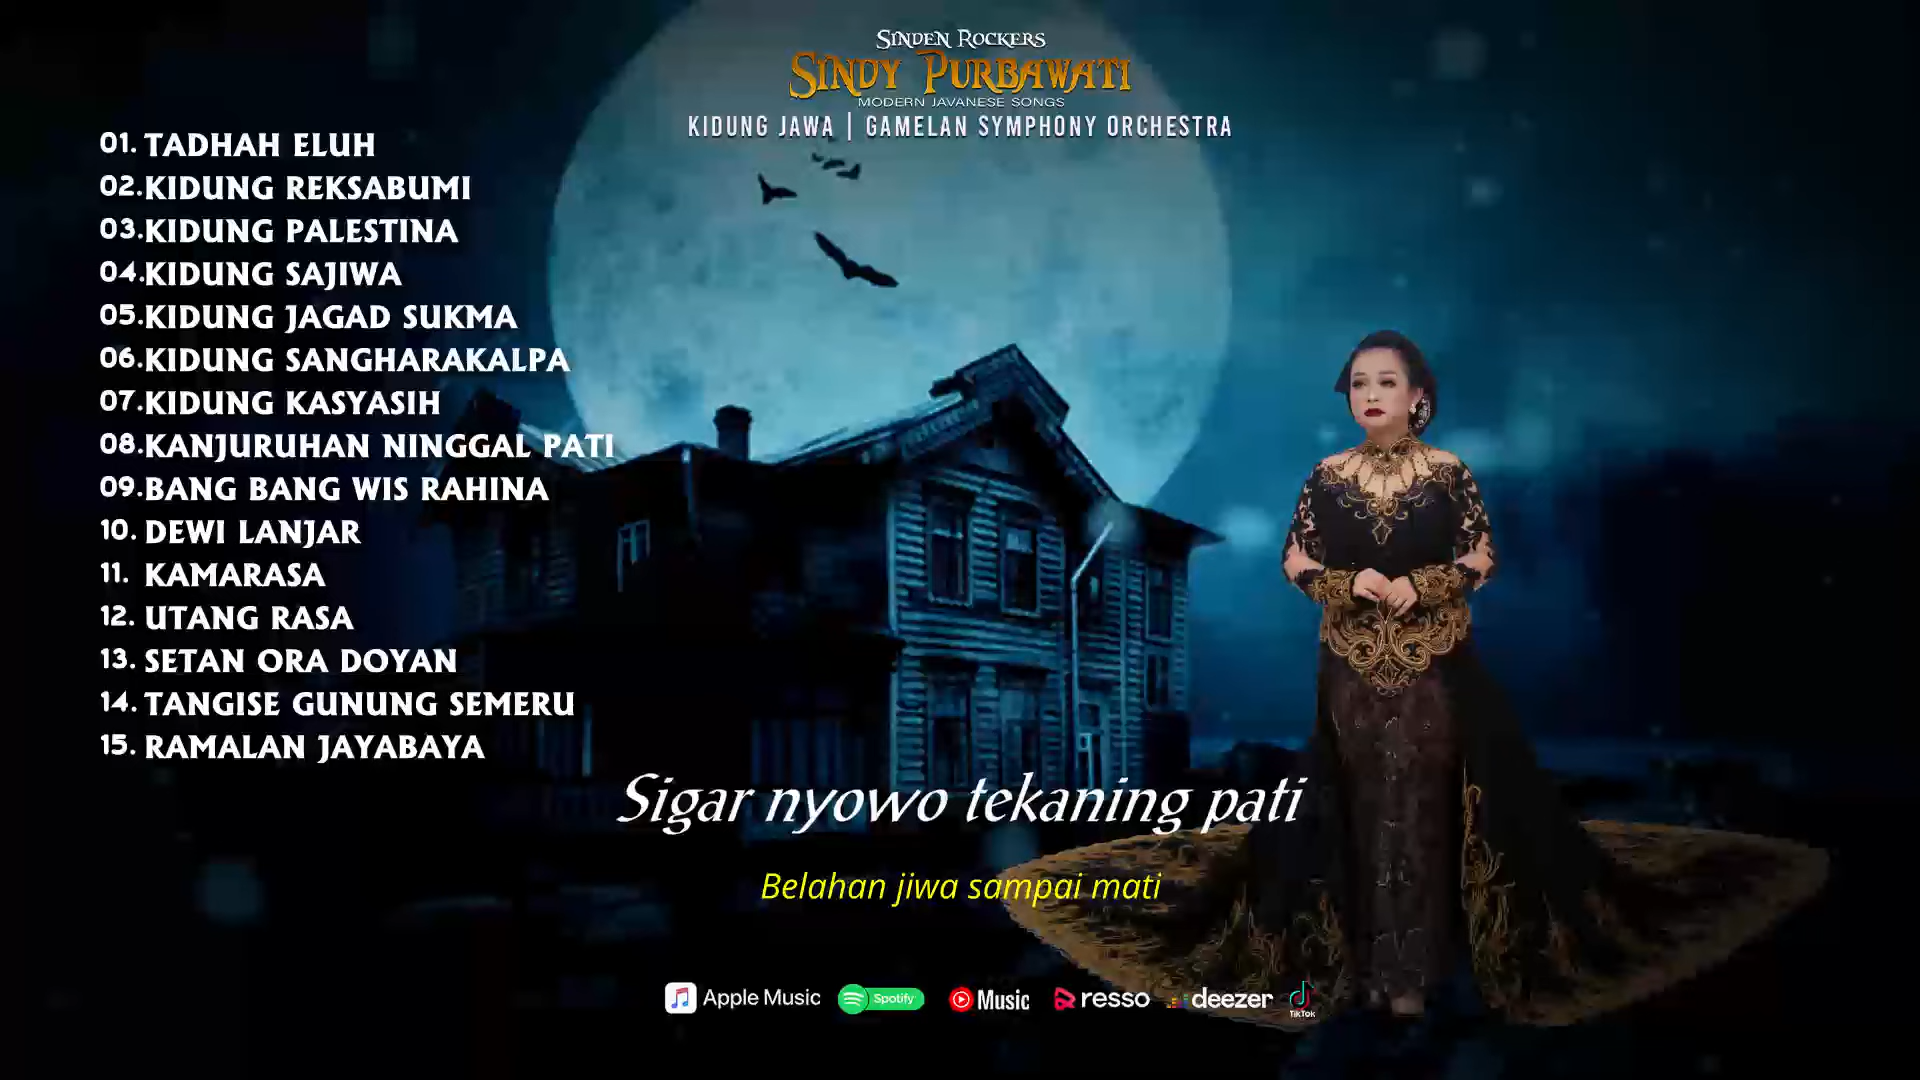 SINDEN ROCKERS
SINDY PURBAWATI
MODERN JAVANESE SONGS
KIDUNG JAWA | GAMELAN SYMPHONY ORCHESTRA
01. TADHAH ELUH
02.KIDUNG REKSABUMI
03.KIDUNG PALESTINA
04.KIDUNG SAJIWA
05.KIDUNG JAGAD SUKMA
06.KIDUNG SANGHARAKALPA
07.KIDUNG KASYASIH
08.KANJURUHAN NINGGAL PATI
09.BANG BANG WIS RAHINA
10. DEWI LANJAR
11. KAMARASA
12. UTANG RASA
13. SETAN ORA DOYAN
14. TANGISE GUNUNG SEMERU
15. RAMALAN JAYABAYA
Sigar nyowo tekaning pati
Belahan jiwa sampai mati
Apple Music Spotify Music resso deezer TikTok